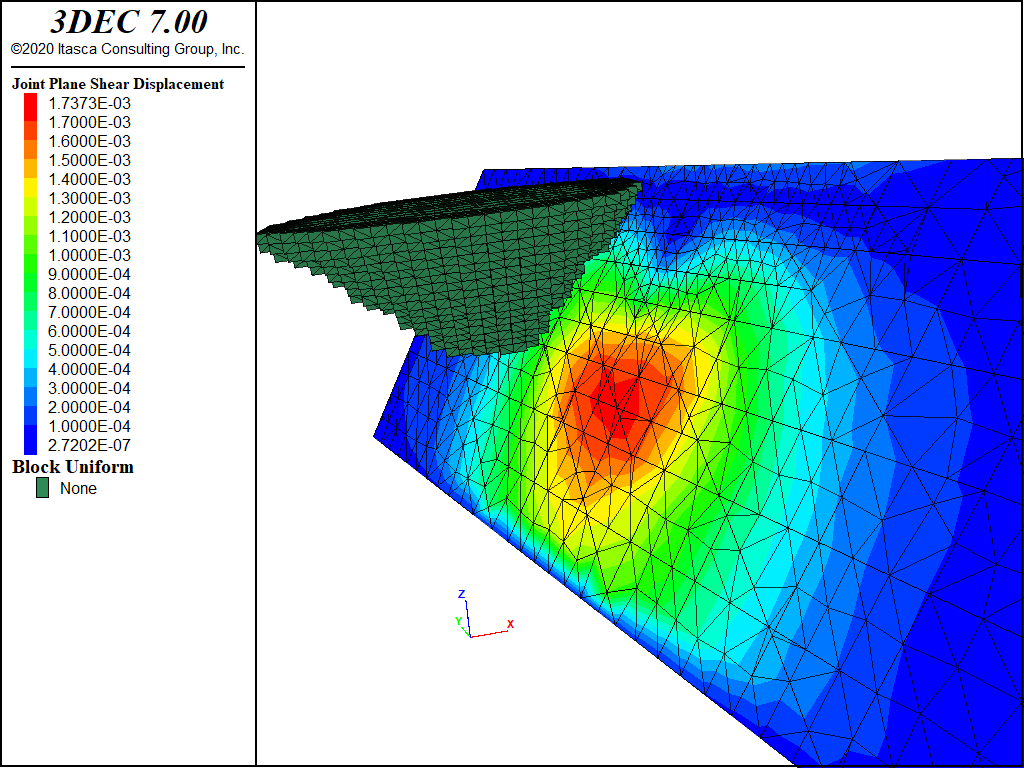 3DEC 7.00
©2020 Itasca Consulting Group, Inc.
Joint Plane Shear Displacement
1.7373E-03
1.7000E-03
1.6000E-03
1.5000E-03
1.4000E-03
1.3000E-03
1.2000E-03
1.1000E-03
1.0000E-03
9.0000E-04
8.0000E-04
7.0000E-04
6.0000E-04
5.0000E-04
4.0000E-04
3.0000E-04
2.0000E-04
1.0000E-04
2.7202E-07
Block Uniform
None
Z
Y
X